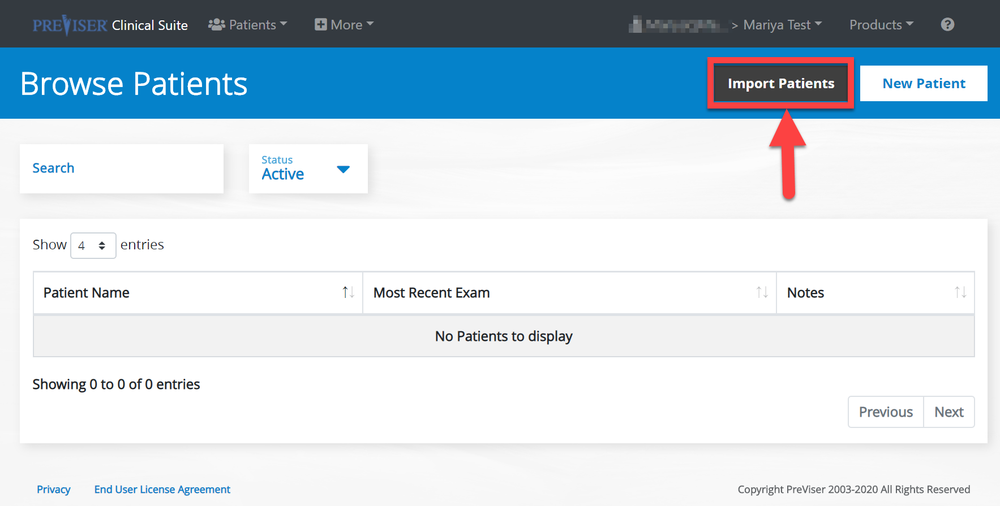 PREVISER Clinical Suite Patients More > Mariya Test Products ?
Browse Patients
Import Patients
New Patient
Search
Status
Active
Show 4 entries
Patient Name Most Recent Exam Notes
No Patients to display
Showing 0 to 0 of 0 entries
Previous Next
Privacy End User License Agreement Copyright PreViser 2003-2020 All Rights Reserved